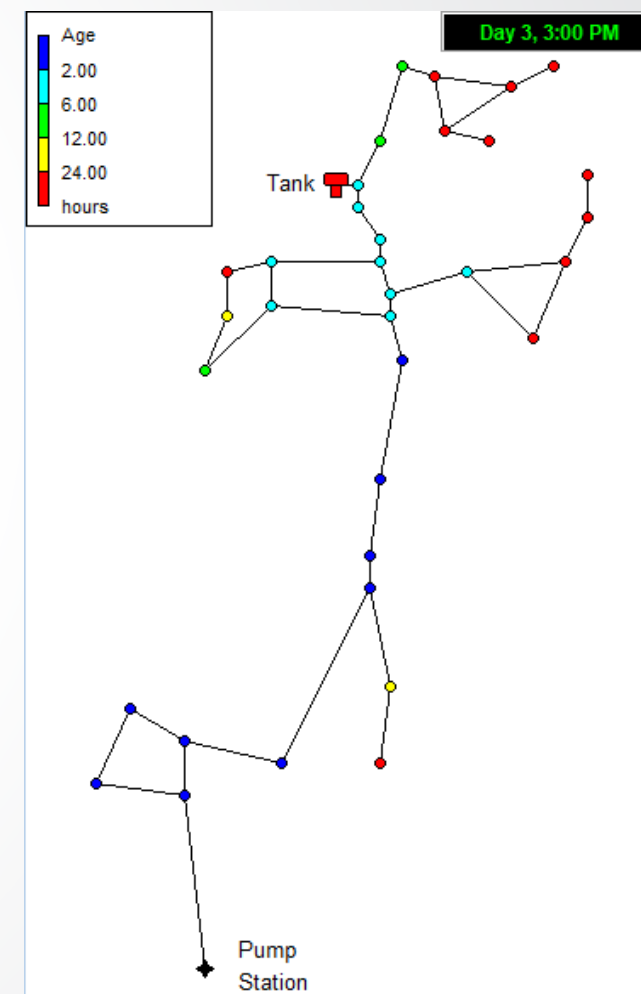 Age
2.00
6.00
12.00
24.00
hours
Day 3, 3:00 PM
Tank
Pump
Station